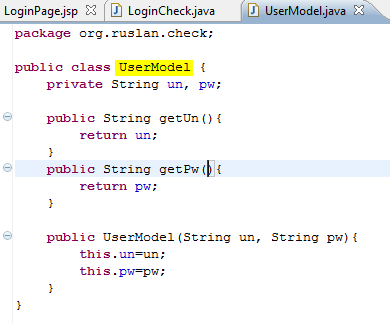 LoginPage.jsp LoginCheck.java UserModel.java
package org.ruslan.check;
public class UserModel {
    private String un, pw;
    public String getUn(){
        return un;
    }
    public String getPw(){
        return pw;
    }
    public UserModel(String un, String pw){
        this.un=un;
        this.pw=pw;
    }
}